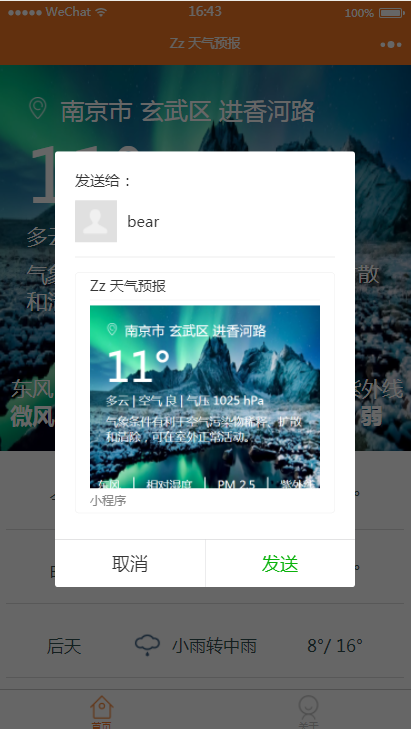 WeChat 16:43 100%
Zz 天气预报
南京市 玄武区 进香河路
11°
多云
气象
扩散
和清
东风 紫外线
微风 弱
发送给：
bear
Zz 天气预报
南京市 玄武区 进香河路
11°
多云 | 空气 良 | 气压 1025 hPa
气象条件有利于空气污染物稀释、扩散
和清除，可在室外正常活动。
东风 | 相对湿度 | PM 2.5 | 紫外线
小程序
取消 发送
后天 小雨转中雨 8°/ 16°
首页 关于